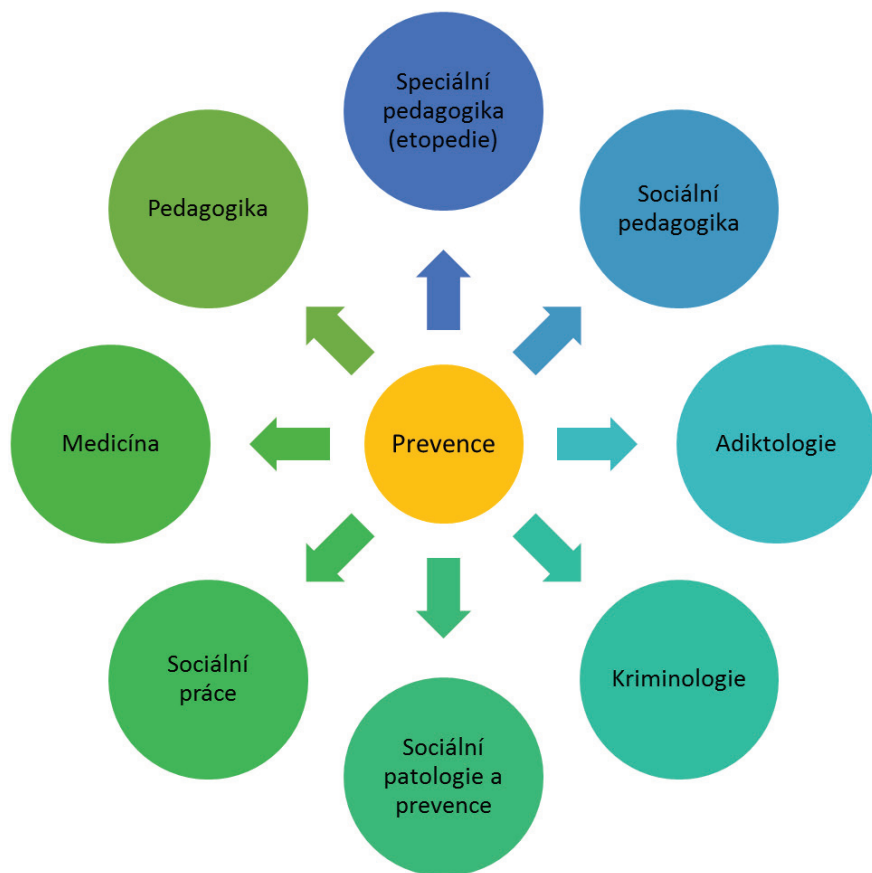 Speciální
pedagogika
(etopedie)
Sociální
pedagogika
Adiktologie
Kriminologie
Sociální
patologie a
prevence
Sociální
práce
Medicína
Pedagogika
Prevence